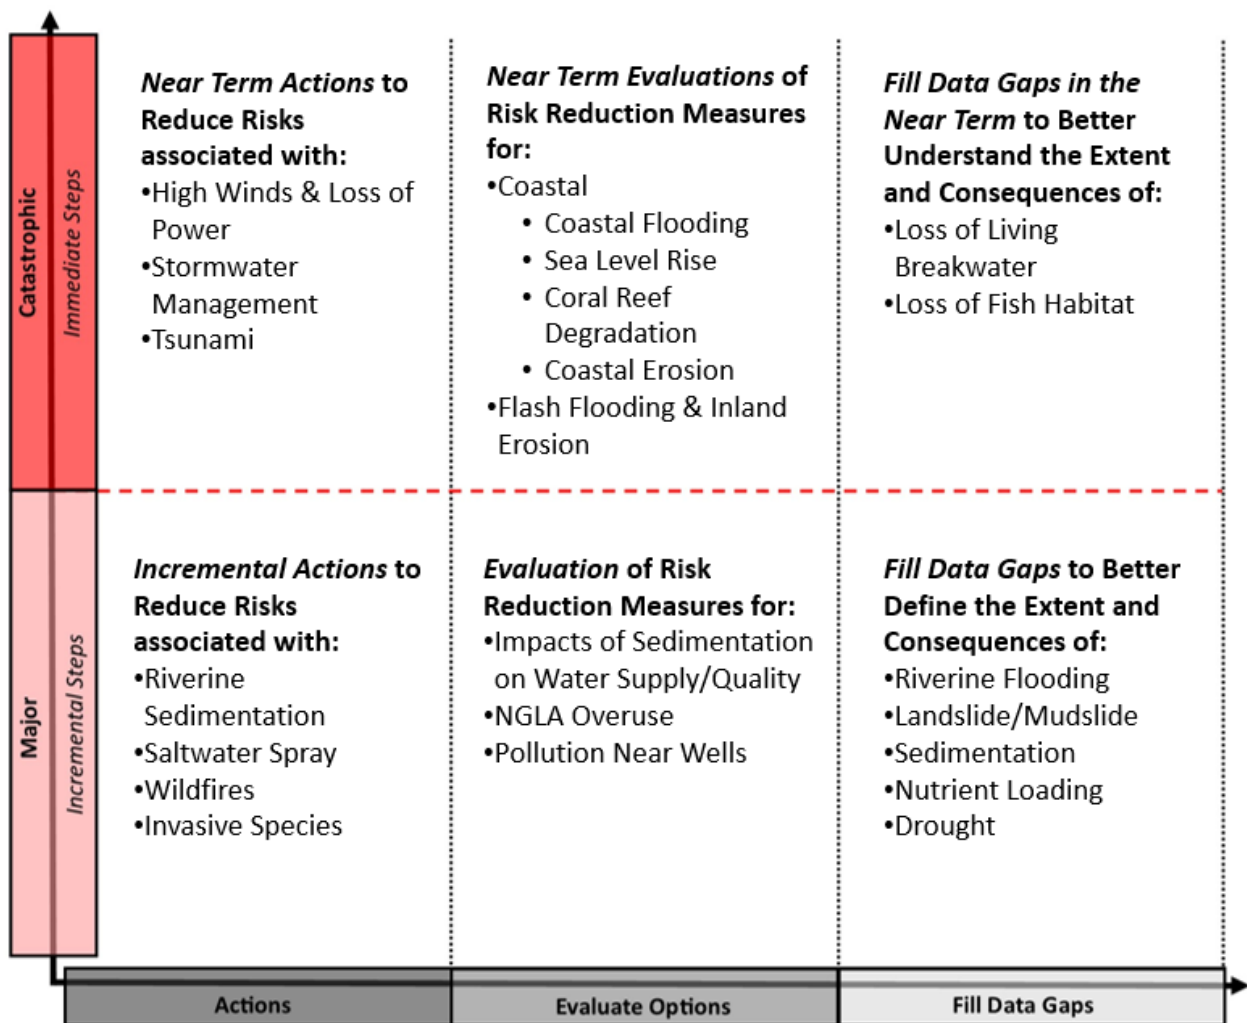 Catastrophic
Immediate Steps
Near Term Actions to
Reduce Risks
associated with:
•High Winds & Loss of
Power
•Stormwater
Management
•Tsunami
Near Term Evaluations of
Risk Reduction Measures
for:
•Coastal
• Coastal Flooding
• Sea Level Rise
• Coral Reef
Degradation
• Coastal Erosion
•Flash Flooding & Inland
Erosion
Fill Data Gaps in the
Near Term to Better
Understand the Extent
and Consequences of:
•Loss of Living
Breakwater
•Loss of Fish Habitat
Major
Incremental Steps
Incremental Actions to
Reduce Risks
associated with:
•Riverine
Sedimentation
•Saltwater Spray
•Wildfires
•Invasive Species
Evaluation of Risk
Reduction Measures for:
•Impacts of Sedimentation
on Water Supply/Quality
•NGLA Overuse
•Pollution Near Wells
Fill Data Gaps to Better
Define the Extent and
Consequences of:
•Riverine Flooding
•Landslide/Mudslide
•Sedimentation
•Nutrient Loading
•Drought
Actions
Evaluate Options
Fill Data Gaps